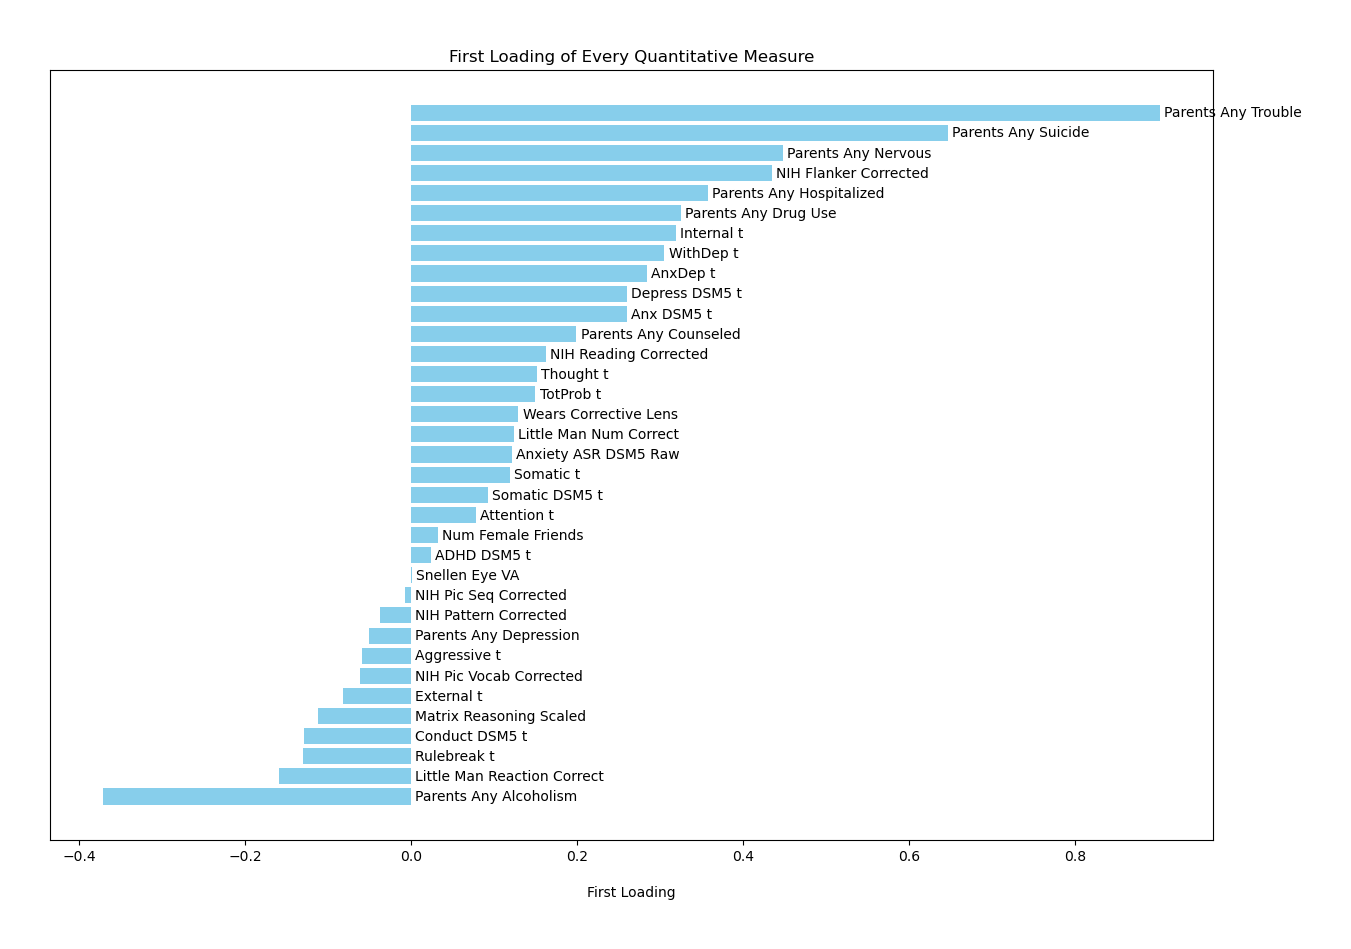 First Loading of Every Quantitative Measure
Parents Any Trouble
Parents Any Suicide
Parents Any Nervous
NIH Flanker Corrected
Parents Any Hospitalized
Parents Any Drug Use
Internal t
WithDep t
AnxDep t
Depress DSM5 t
Anx DSM5 t
Parents Any Counseled
NIH Reading Corrected
Thought t
TotProb t
Wears Corrective Lens
Little Man Num Correct
Anxiety ASR DSM5 Raw
Somatic t
Somatic DSM5 t
Attention t
Num Female Friends
ADHD DSM5 t
Snellen Eye VA
NIH Pic Seq Corrected
NIH Pattern Corrected
Parents Any Depression
Aggressive t
NIH Pic Vocab Corrected
External t
Matrix Reasoning Scaled
Conduct DSM5 t
Rulebreak t
Little Man Reaction Correct
Parents Any Alcoholism
−0.4 −0.2 0.0 0.2 0.4 0.6 0.8
First Loading